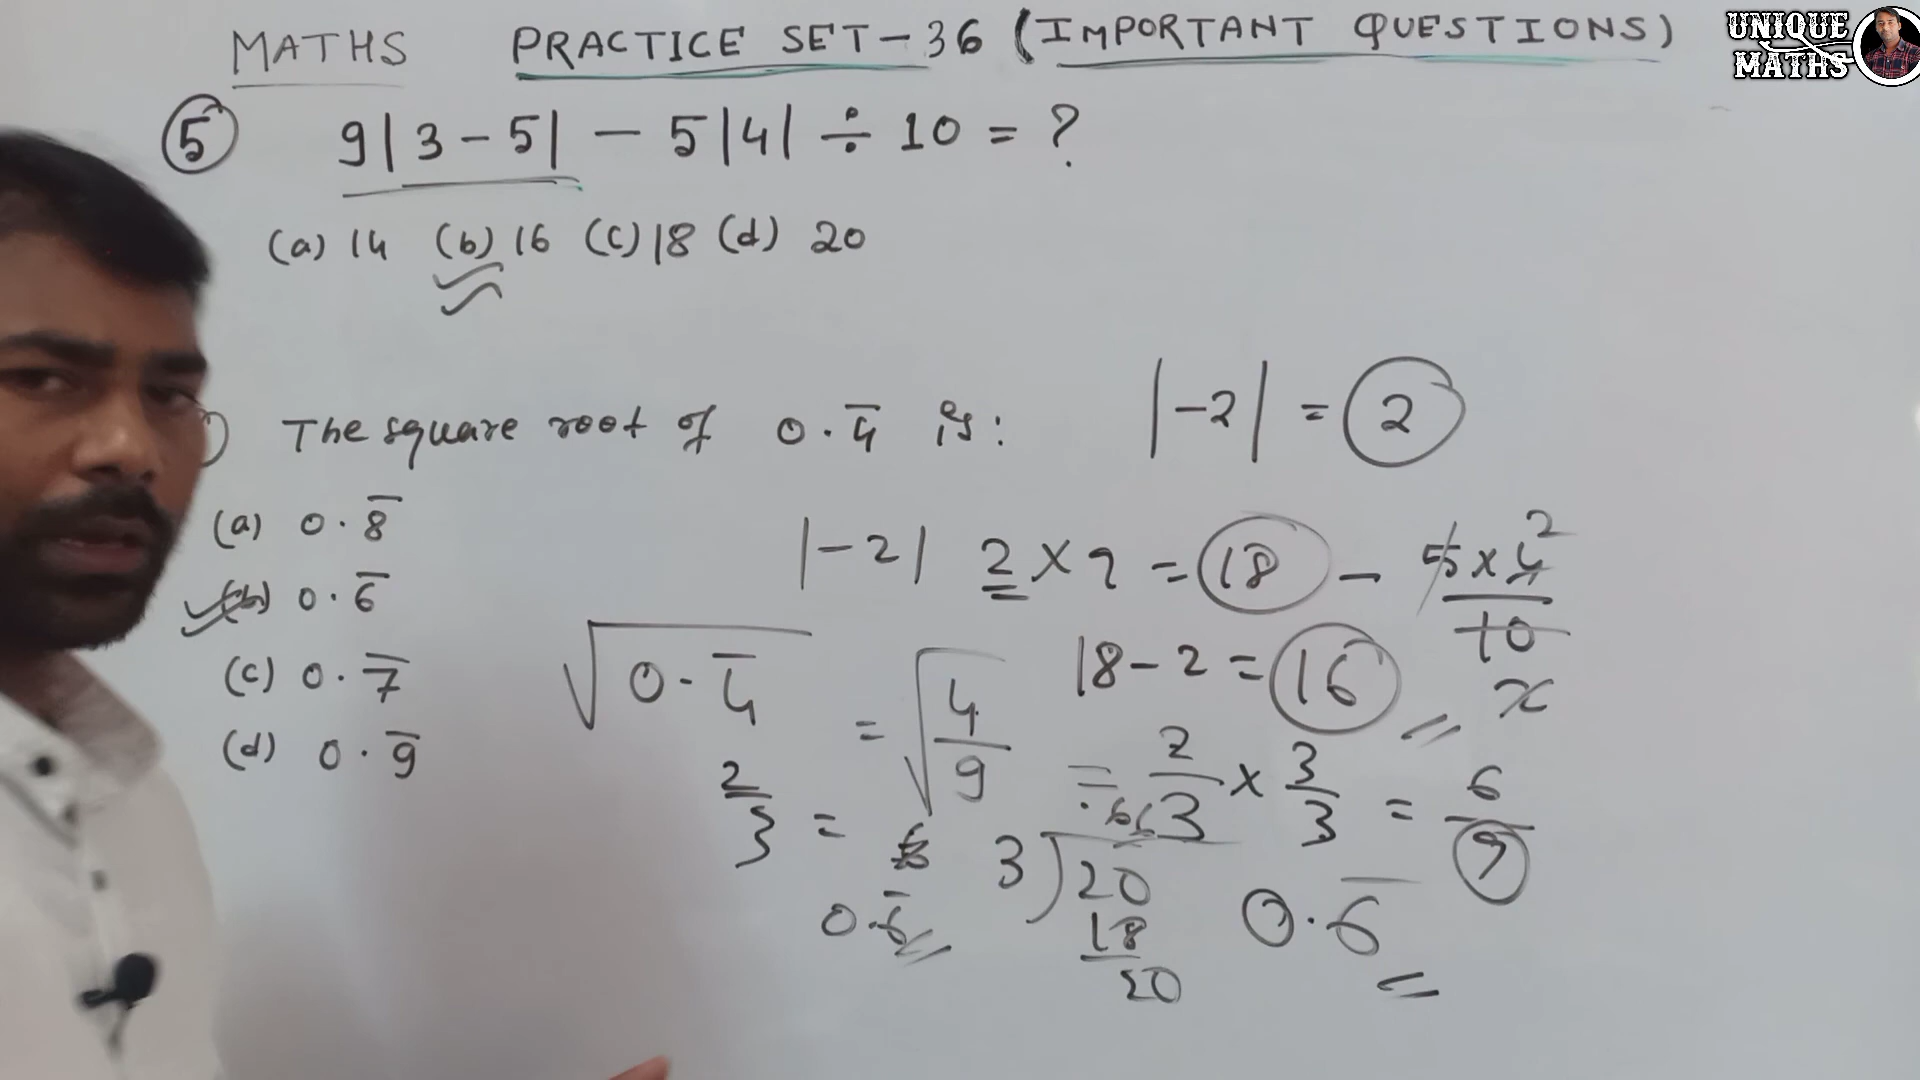 MATHS PRACTICE SET-36 (IMPORTANT QUESTIONS)
UNIQUE
MATHS
5 9|3-5| - 5|4| ÷ 10 = ?
(a) 14 (b) 16 (c) 18 (d) 20
The square root of 0.4̅ is:
(a) 0.8̅
(b) 0.6̅
(c) 0.7̅
(d) 0.9̅
|-2| = 2
|-2| 2 × 9 = 18 - 5×4/10 2
18-2 = 16
√0.4̅ = √4/9 = 2/3 × 3/3 = 6/9
2/3 = 0.6̅
.66
3)20
18
20
0.6̅